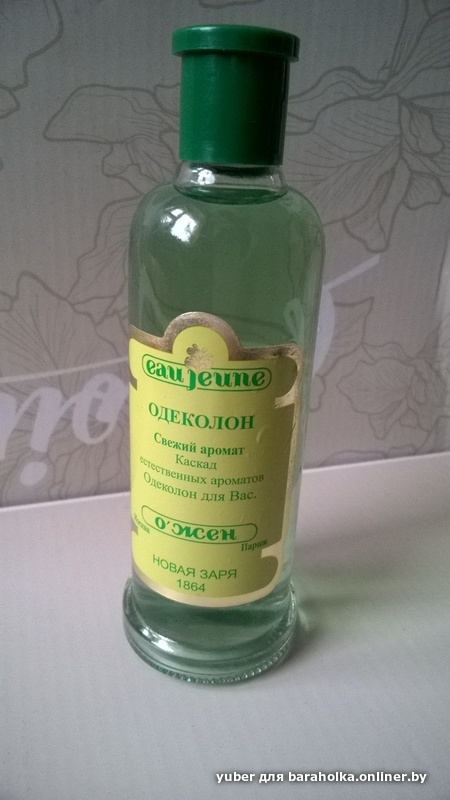 eau jeune
ОДЕКОЛОН
Свежий аромат
Каскад
естественных ароматов
Одеколон для Вас.
о'жен
Париж
НОВАЯ ЗАРЯ
1864
yuber для baraholka.onliner.by